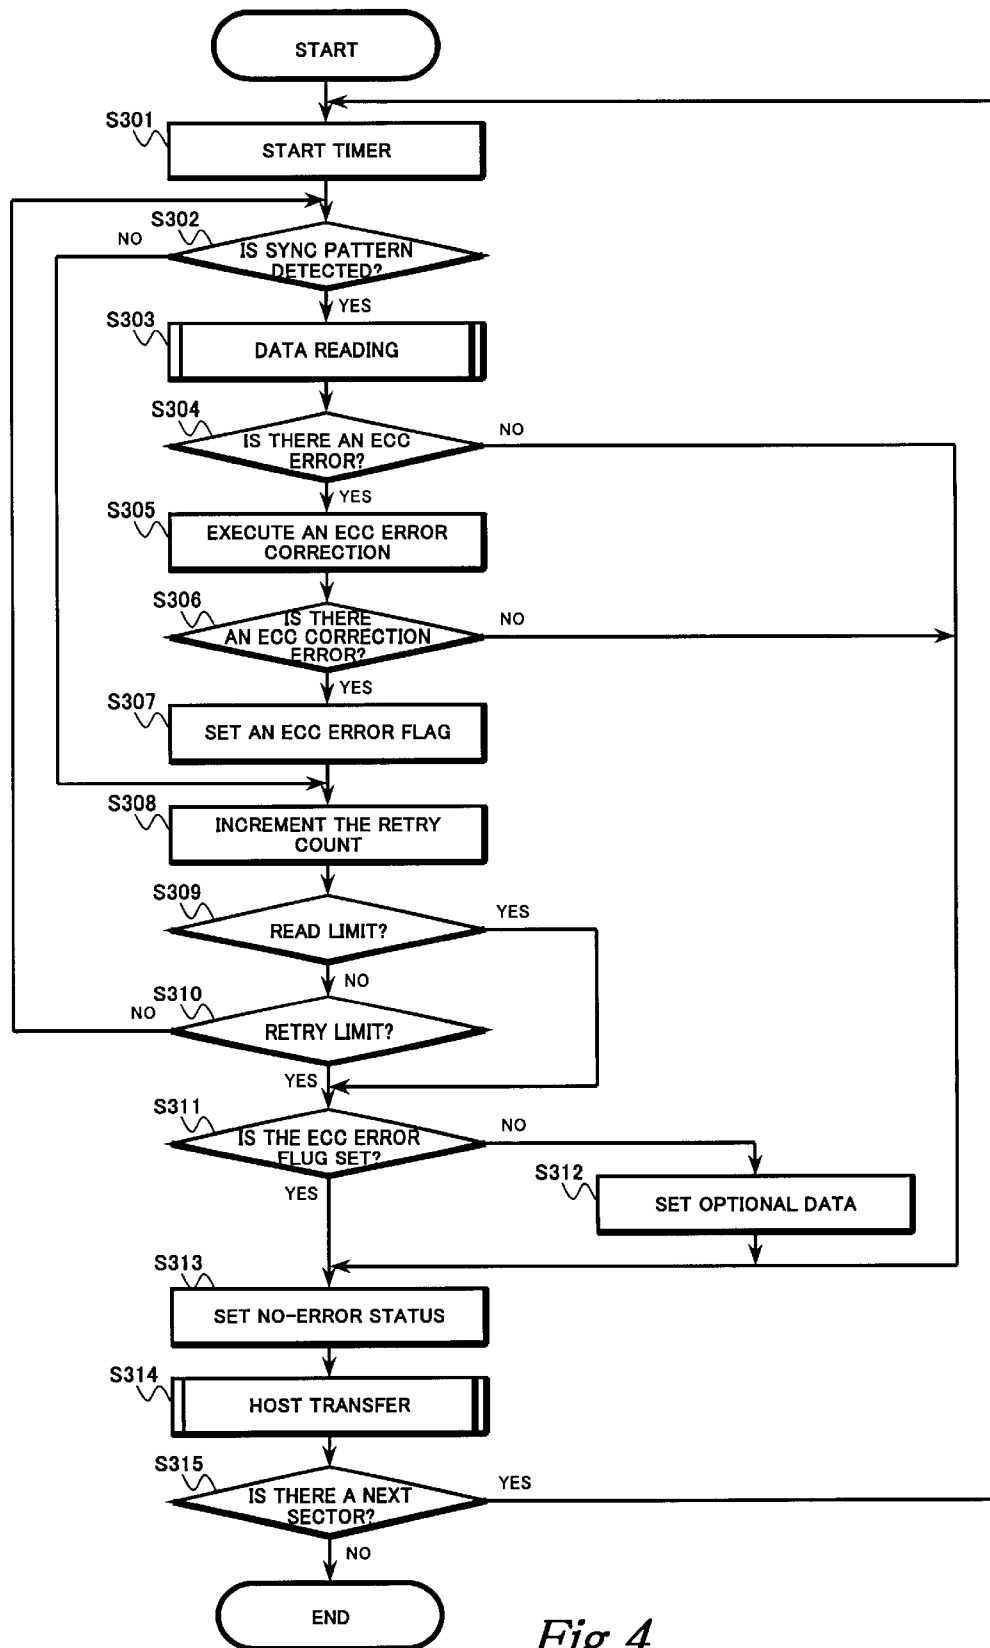 START
S301
START TIMER
S302
NO
IS SYNC PATTERN
DETECTED?
YES
S303
DATA READING
S304
NO
IS THERE AN ECC
ERROR?
YES
S305
EXECUTE AN ECC ERROR
CORRECTION
S306
NO
IS THERE
AN ECC CORRECTION
ERROR?
YES
S307
SET AN ECC ERROR FLAG
S308
INCREMENT THE RETRY
COUNT
S309
YES
READ LIMIT?
NO
S310
NO
RETRY LIMIT?
YES
S311
NO
IS THE ECC ERROR
FLUG SET?
YES
S312
SET OPTIONAL DATA
S313
SET NO-ERROR STATUS
S314
HOST TRANSFER
S315
YES
IS THERE A NEXT
SECTOR?
NO
END
Fig 4